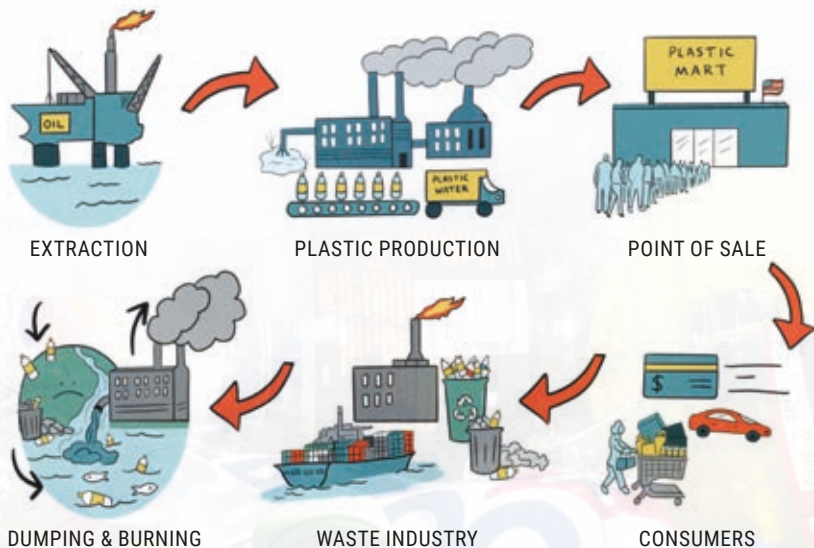 OIL
PLASTIC
WATER
PLASTIC
MART
EXTRACTION
PLASTIC PRODUCTION
POINT OF SALE
$
DUMPING & BURNING
WASTE INDUSTRY
CONSUMERS